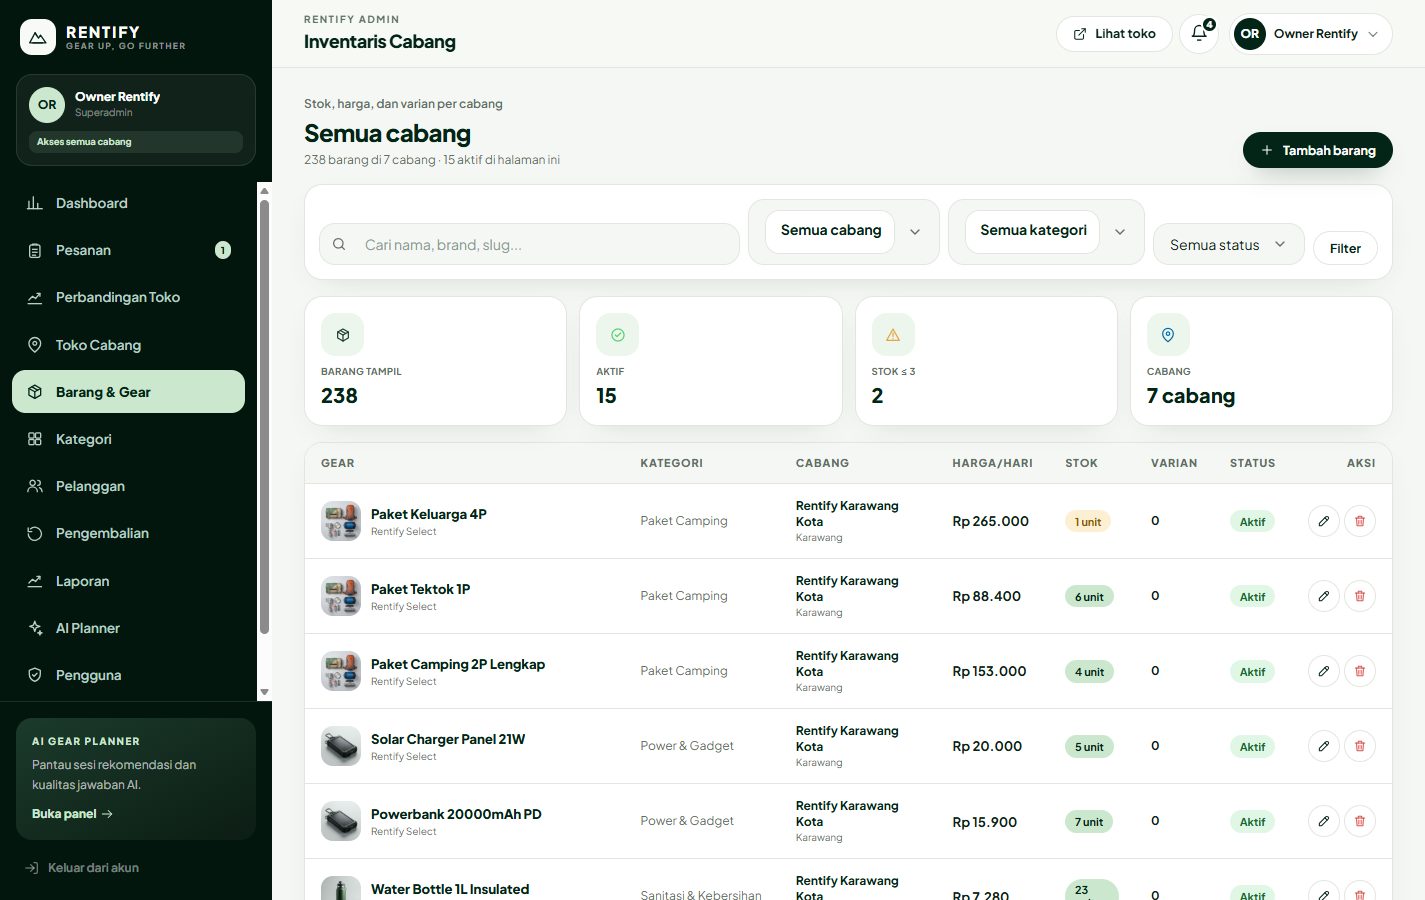 RENTIFY
GEAR UP, GO FURTHER
OR
Owner Rentify
Superadmin
Akses semua cabang
Dashboard
Pesanan
1
Perbandingan Toko
Toko Cabang
Barang & Gear
Kategori
Pelanggan
Pengembalian
Laporan
AI Planner
Pengguna
AI GEAR PLANNER
Pantau sesi rekomendasi dan
kualitas jawaban AI.
Buka panel →
Keluar dari akun
RENTIFY ADMIN
Inventaris Cabang
Lihat toko
4
OR
Owner Rentify
Stok, harga, dan varian per cabang
Semua cabang
238 barang di 7 cabang · 15 aktif di halaman ini
+ Tambah barang
Cari nama, brand, slug...
Semua cabang
Semua kategori
Semua status
Filter
BARANG TAMPIL
238
AKTIF
15
STOK ≤ 3
2
CABANG
7 cabang
GEAR KATEGORI CABANG HARGA/HARI STOK VARIAN STATUS AKSI
Paket Keluarga 4P
Rentify Select
Paket Camping
Rentify Karawang
Kota
Karawang
Rp 265.000
1 unit
0
Aktif
Paket Tektok 1P
Rentify Select
Paket Camping
Rentify Karawang
Kota
Karawang
Rp 88.400
6 unit
0
Aktif
Paket Camping 2P Lengkap
Rentify Select
Paket Camping
Rentify Karawang
Kota
Karawang
Rp 153.000
4 unit
0
Aktif
Solar Charger Panel 21W
Rentify Select
Power & Gadget
Rentify Karawang
Kota
Karawang
Rp 20.000
5 unit
0
Aktif
Powerbank 20000mAh PD
Rentify Select
Power & Gadget
Rentify Karawang
Kota
Karawang
Rp 15.900
7 unit
0
Aktif
Water Bottle 1L Insulated
Sanitasi & Kebersihan
Rentify Karawang
Kota
Rp 7.280
23
0
Aktif